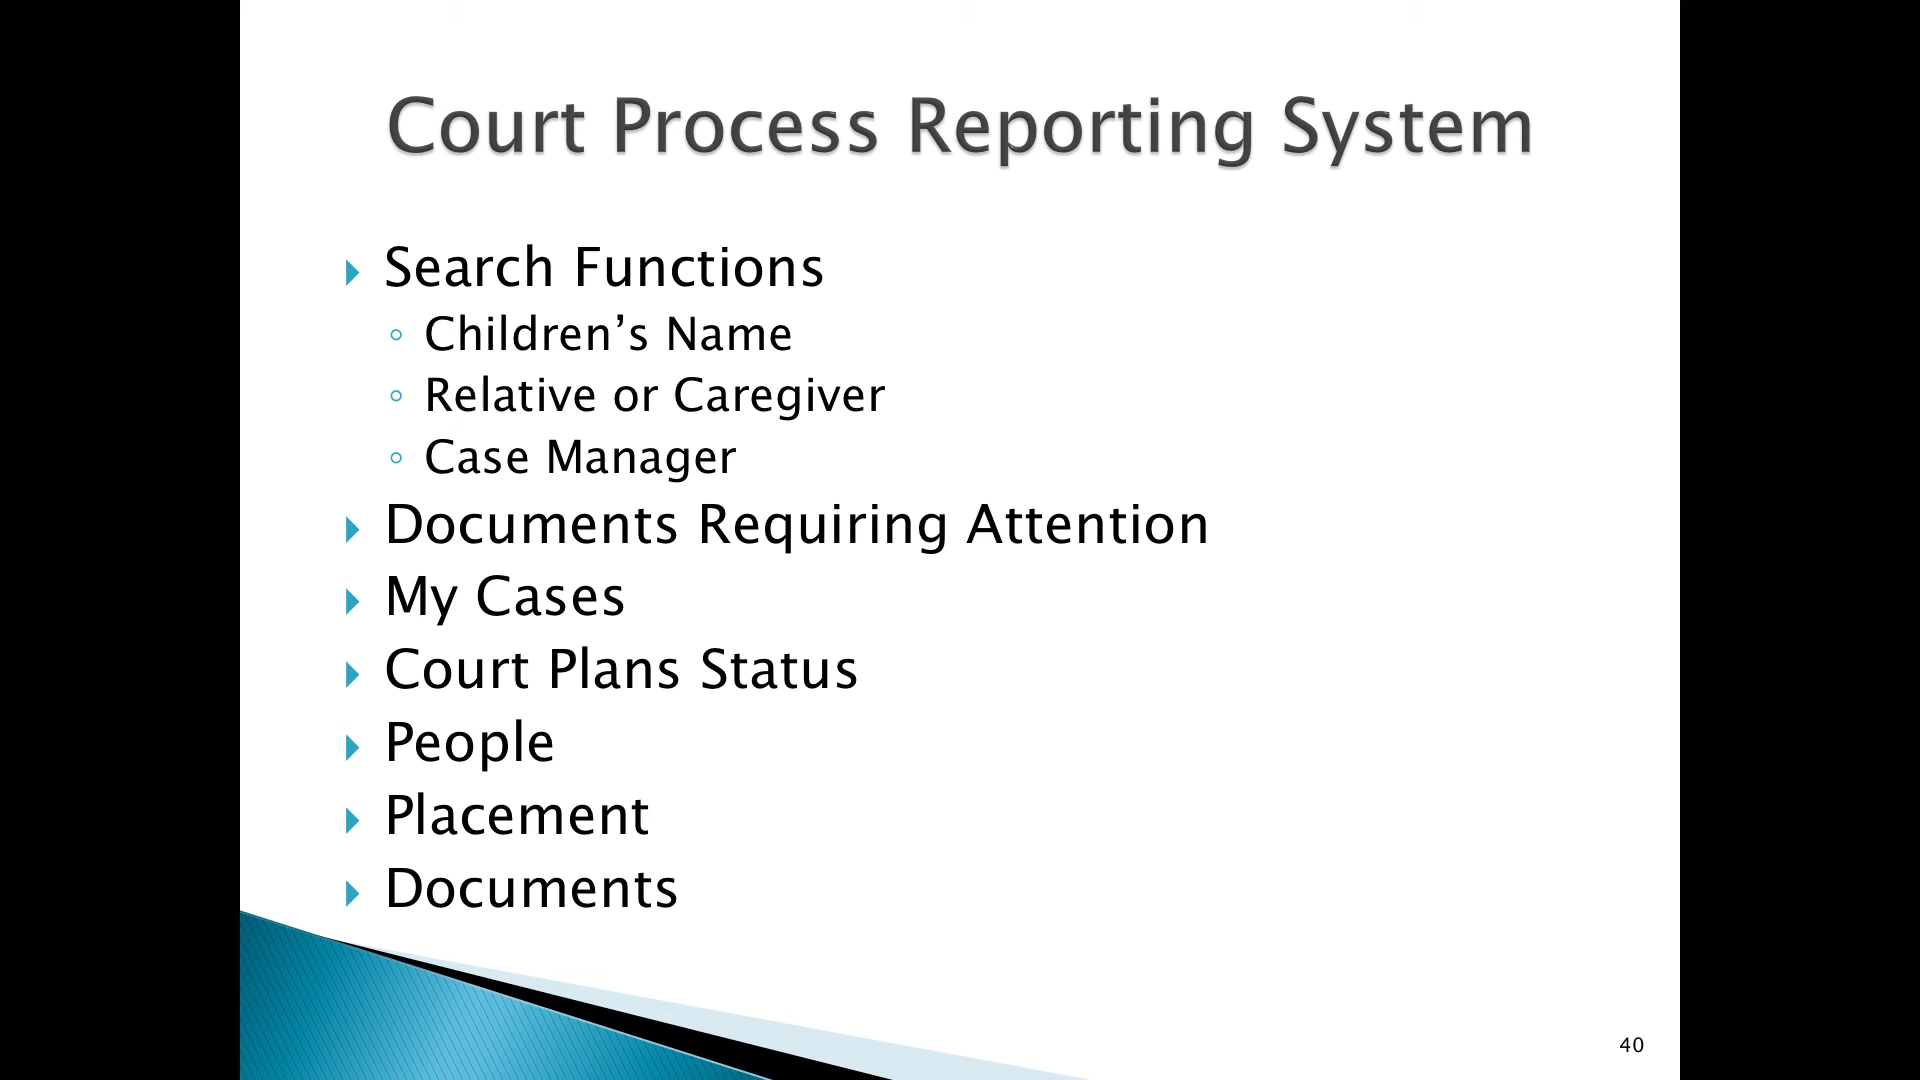 Court Process Reporting System
Search Functions
Children’s Name
Relative or Caregiver
Case Manager
Documents Requiring Attention
My Cases
Court Plans Status
People
Placement
Documents
40